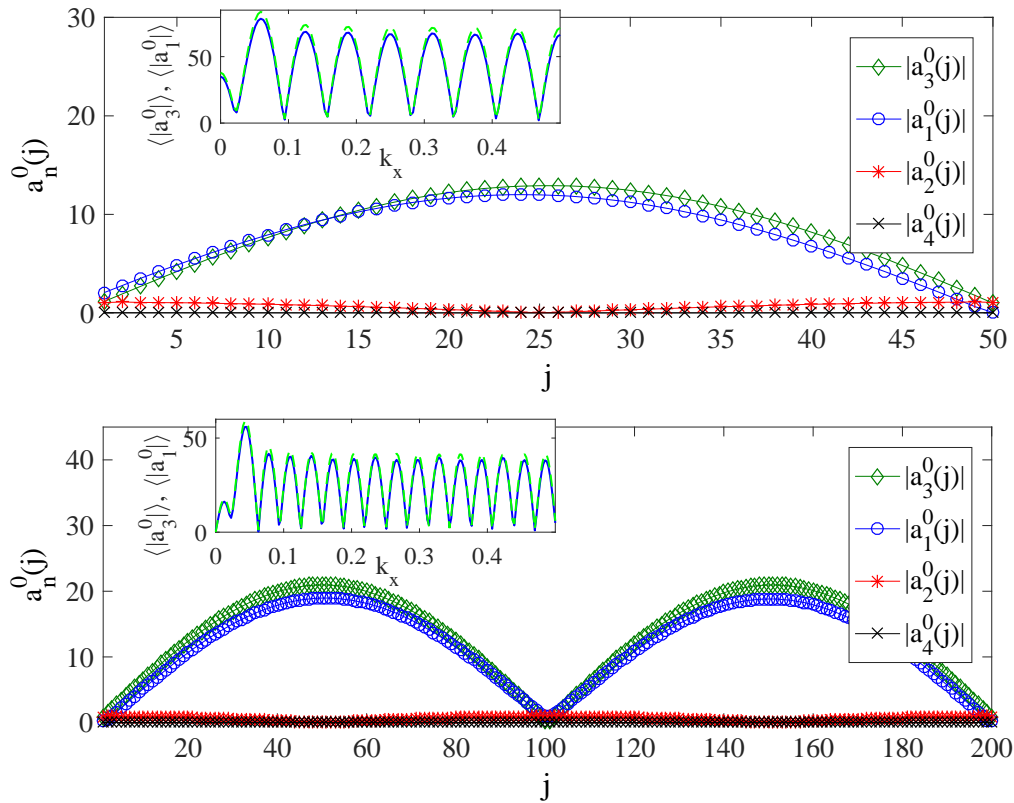 30
20
10
0
a_n^0(j)
5 10 15 20 25 30 35 40 45 50
j
⟨|a_3^0|⟩, ⟨|a_1^0|⟩
50
0
0 0.1 0.2 0.3 0.4
k_x
|a_3^0(j)|
|a_1^0(j)|
|a_2^0(j)|
|a_4^0(j)|
40
30
20
10
0
a_n^0(j)
20 40 60 80 100 120 140 160 180 200
j
⟨|a_3^0|⟩, ⟨|a_1^0|⟩
50
0
0 0.1 0.2 0.3 0.4
k_x
|a_3^0(j)|
|a_1^0(j)|
|a_2^0(j)|
|a_4^0(j)|